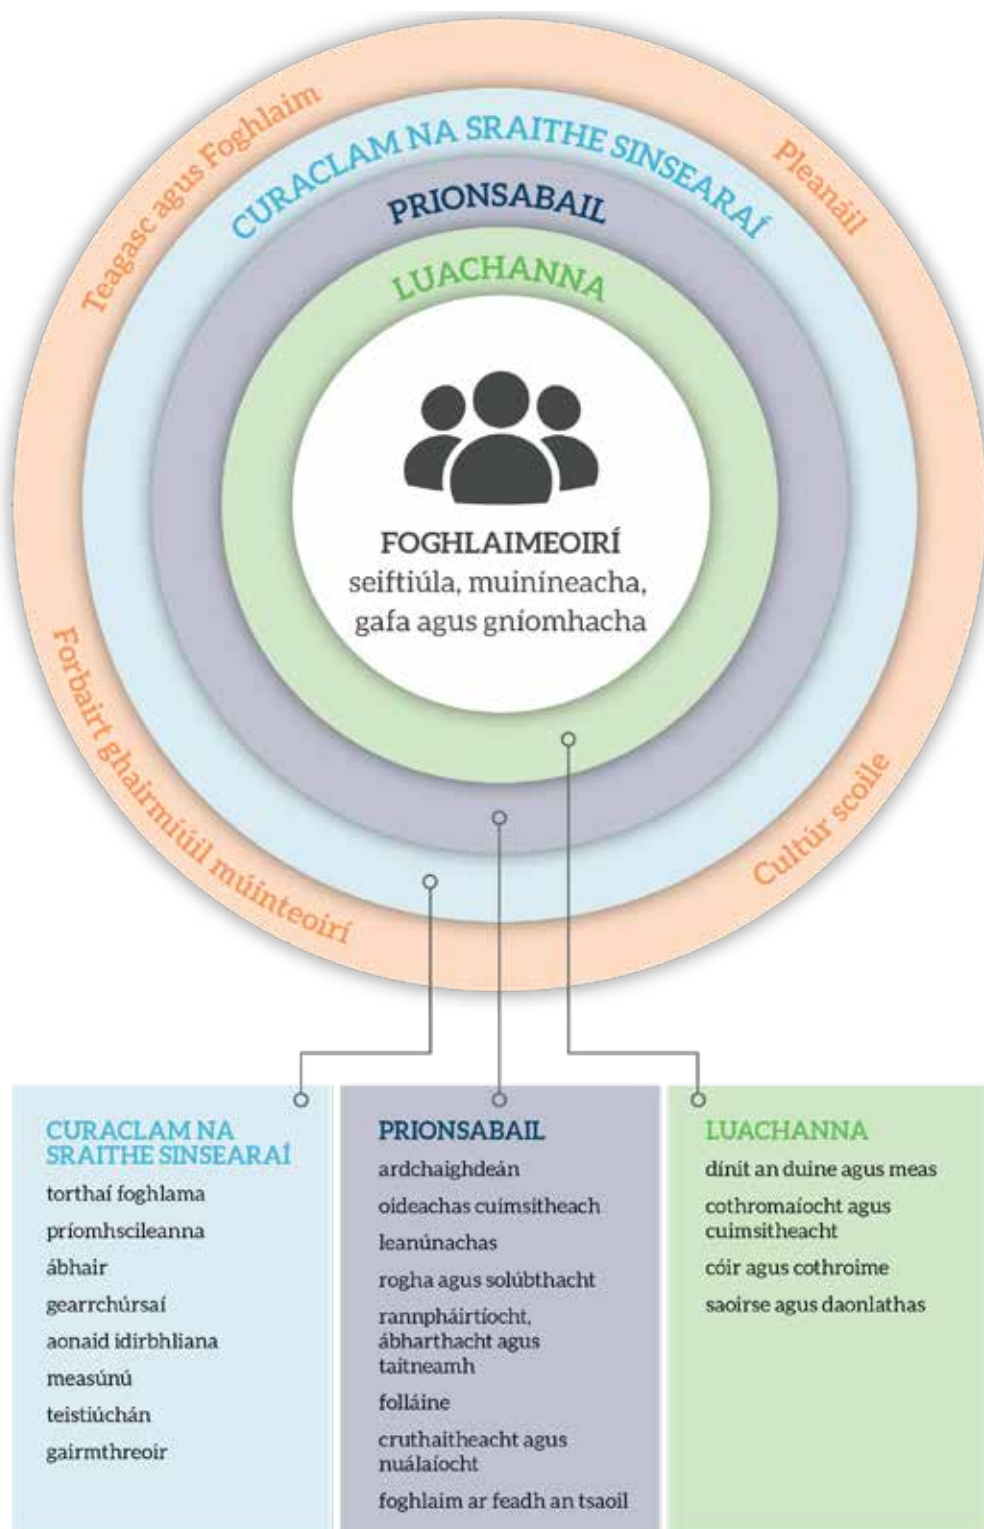 Teagasc agus Foghlaim
Pleanáil
CURACLAM NA SRAITHE SINSEARAÍ
PRIONSABAIL
LUACHANNA
FOGHLAIMEOIRÍ
seiftiúla, muiníneacha,
gafa agus gníomhacha
Forbairt ghairmiúil múinteoirí
Cultúr scoile
CURACLAM NA
SRAITHE SINSEARAÍ
torthaí foghlama
príomhscileanna
ábhair
gearrchúrsaí
aonaid idirbhliana
measúnú
teistiúchán
gairmthreoir
PRIONSABAIL
ardchaighdeán
oideachas cuimsitheach
leanúnachas
rogha agus solúbthacht
rannpháirtíocht,
ábharthacht agus
taitneamh
folláine
cruthaitheacht agus
nuálaíocht
foghlaim ar feadh an tsaoil
LUACHANNA
dínit an duine agus meas
cothromaíocht agus
cuimsitheacht
cóir agus cothroime
saoirse agus daonlathas